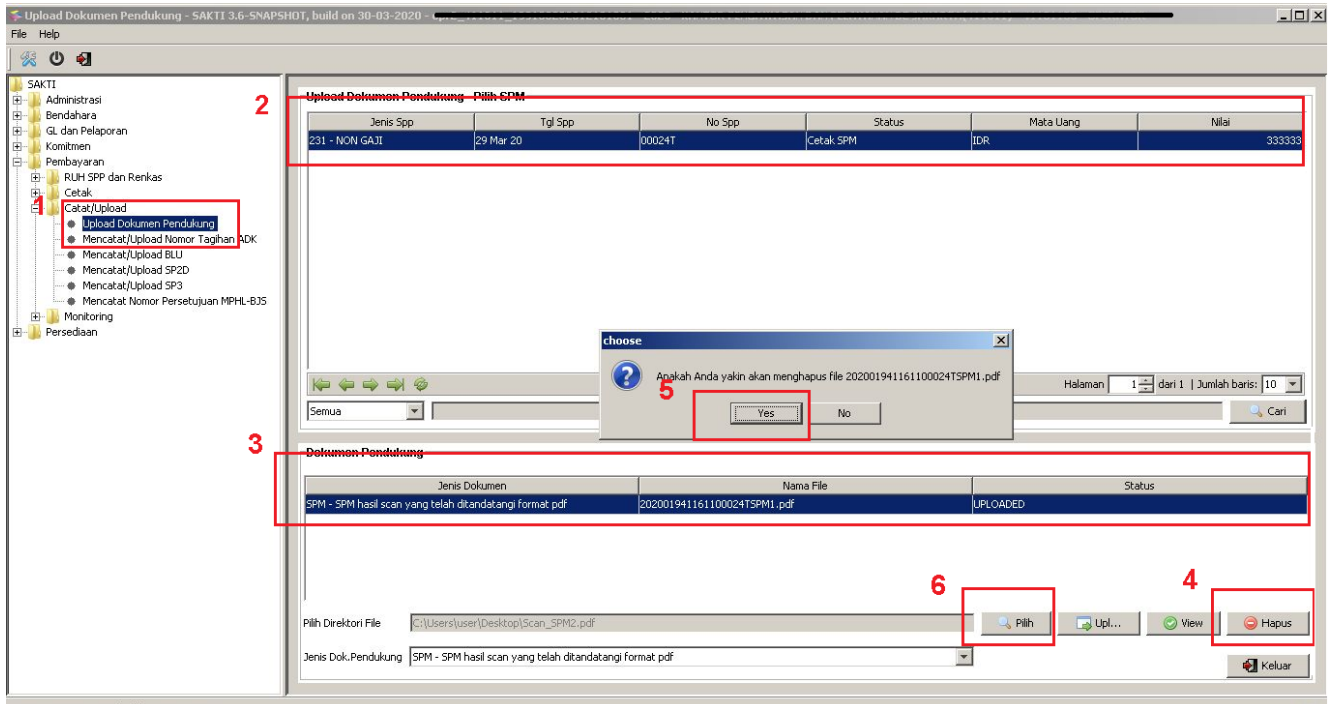 Upload Dokumen Pendukung - SAKTI 3.6-SNAPSHOT, build on 30-03-2020 -
File Help
SAKTI
Administrasi
Bendahara
GL dan Pelaporan
Komitmen
Pembayaran
RUH SPP dan Renkas
Cetak
1
Catat/Upload
Upload Dokumen Pendukung
Mencatat/Upload Nomor Tagihan ADK
Mencatat/Upload BLU
Mencatat/Upload SP2D
Mencatat/Upload SP3
Mencatat Nomor Persetujuan MPHL-BJS
Monitoring
Persediaan
2
Upload Dokumen Pendukung - Pilih SPM
Jenis Spp Tgl Spp No Spp Status Mata Uang Nilai
231 - NON GAJI 29 Mar 20 00024T Cetak SPM IDR 333333
choose
Apakah Anda yakin akan menghapus file 202001941161100024TSPM1.pdf
5
Yes No
Halaman 1 dari 1 | Jumlah baris: 10
Semua Cari
3
Dokumen Pendukung
Jenis Dokumen Nama File Status
SPM - SPM hasil scan yang telah ditandatangi format pdf 202001941161100024TSPM1.pdf UPLOADED
6 4
Pilih Direktori File C:\Users\user\Desktop\Scan_SPM2.pdf Pilih Upl... View Hapus
Jenis Dok.Pendukung SPM - SPM hasil scan yang telah ditandatangi format pdf
Keluar